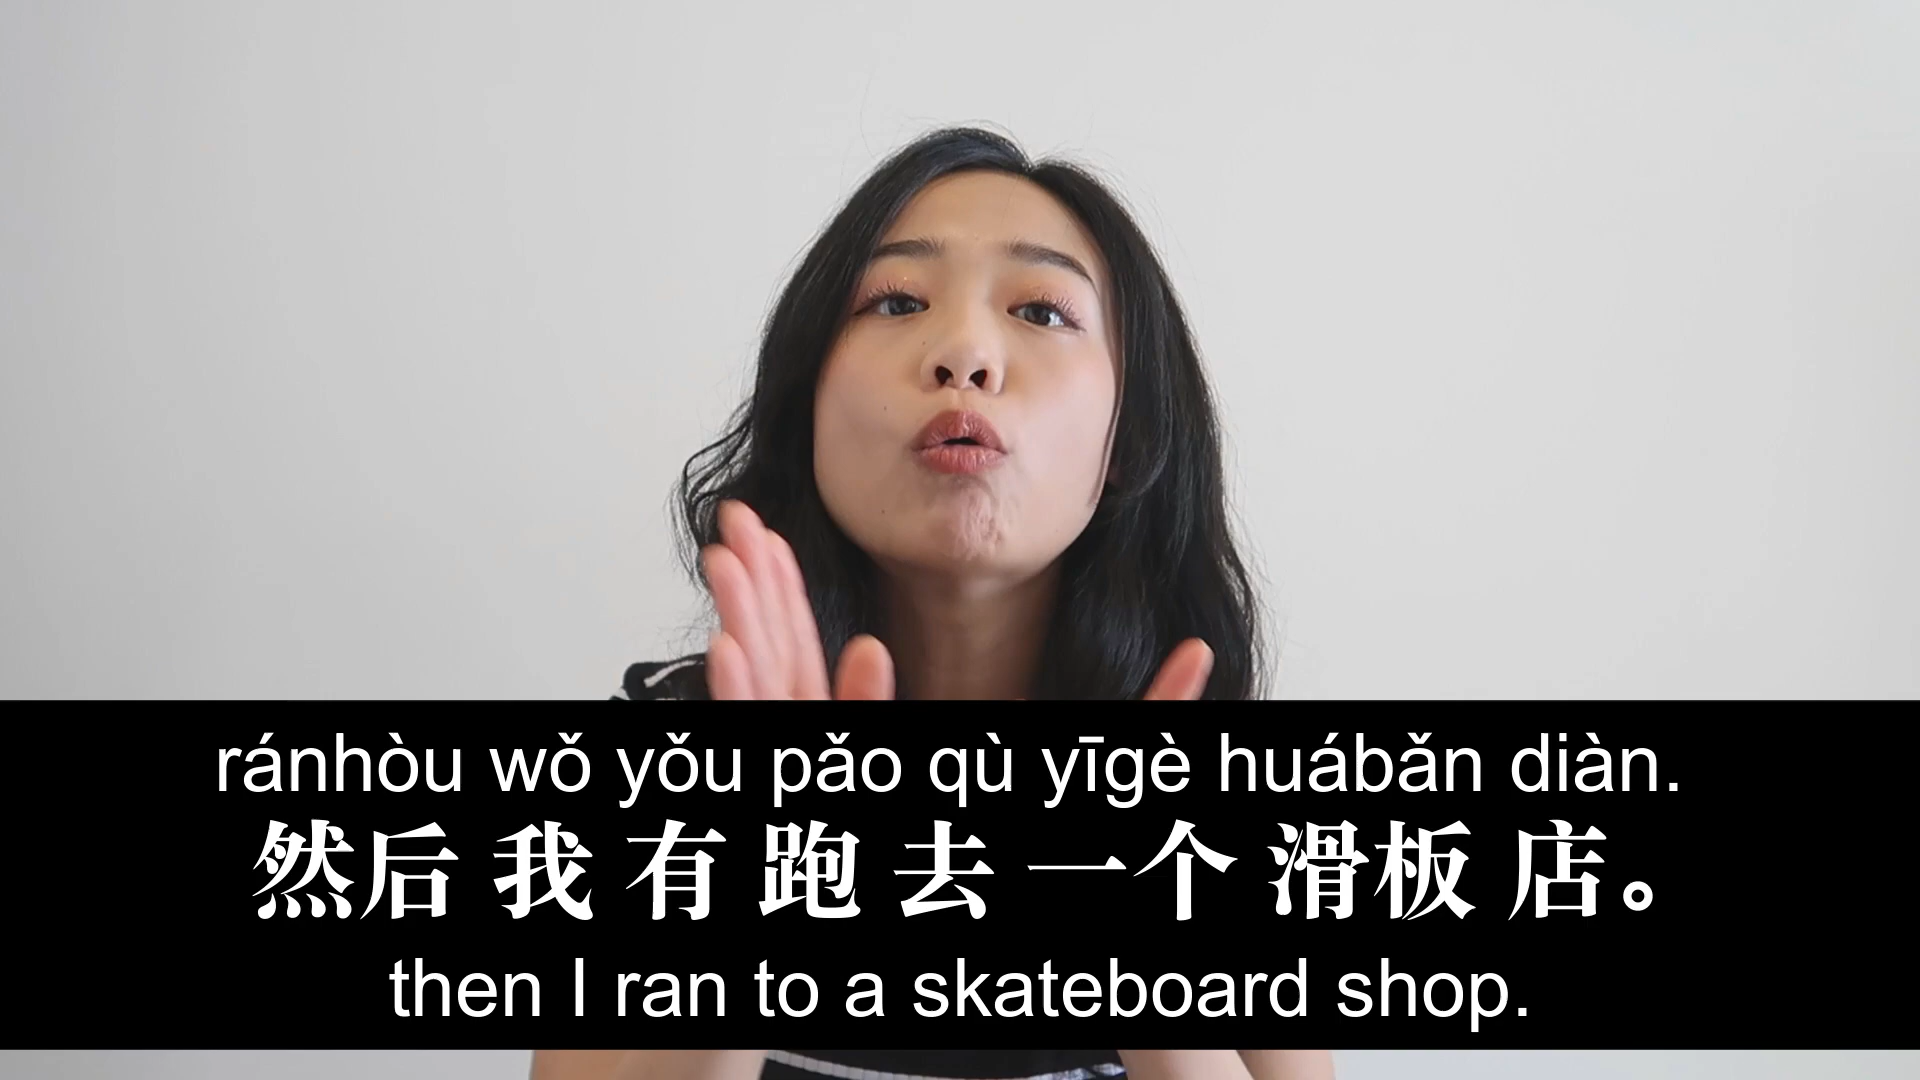 ránhòu wǒ yǒu pǎo qù yīgè huábǎn diàn.
然后 我 有 跑 去 一个 滑板 店。
then I ran to a skateboard shop.